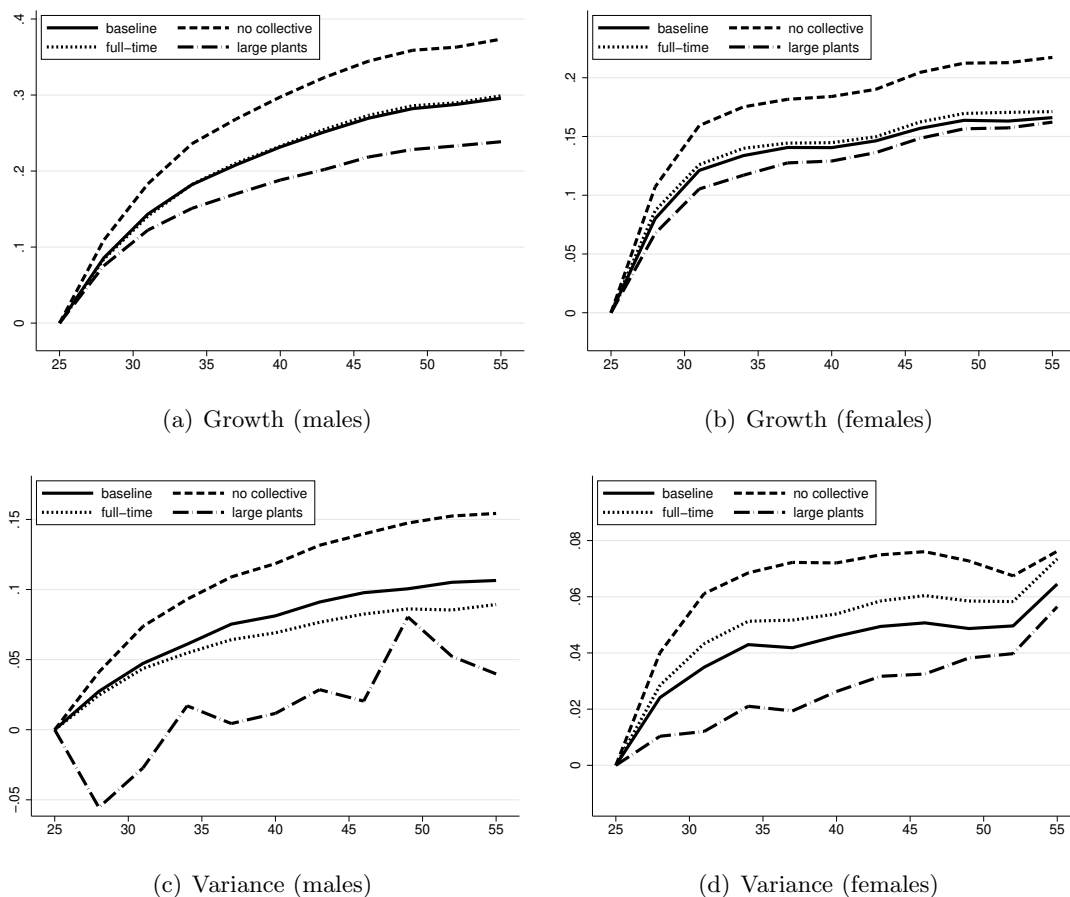 baseline no collective
full−time large plants
.4
.3
.2
.1
0
25 30 35 40 45 50 55
(a) Growth (males)
baseline no collective
full−time large plants
.2
.15
.1
.05
0
25 30 35 40 45 50 55
(b) Growth (females)
baseline no collective
full−time large plants
.15
.1
.05
0
−.05
25 30 35 40 45 50 55
(c) Variance (males)
baseline no collective
full−time large plants
.08
.06
.04
.02
0
25 30 35 40 45 50 55
(d) Variance (females)